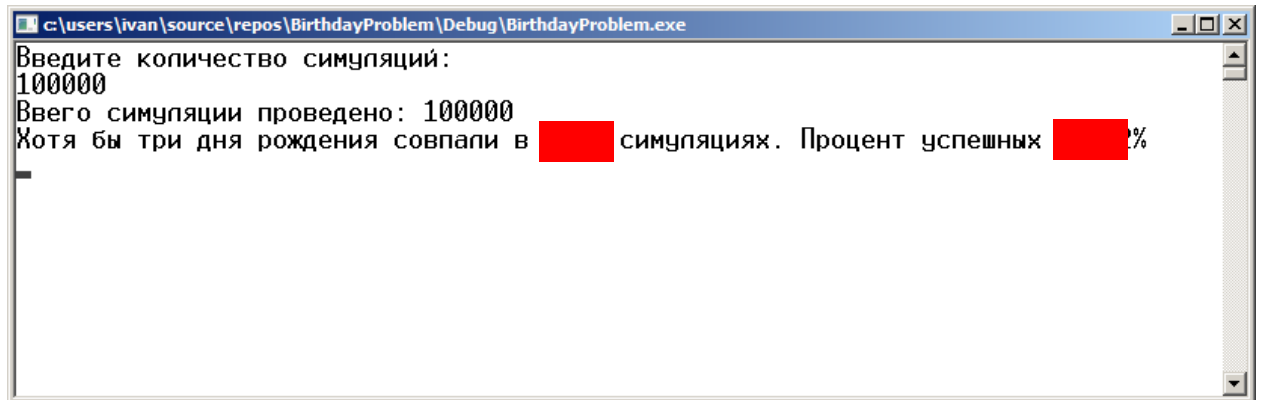 c:\users\ivan\source\repos\BirthdayProblem\Debug\BirthdayProblem.exe
Введите количество симуляций:
100000
Ввего симуляции проведено: 100000
Хотя бы три дня рождения совпали в симуляциях. Процент успешных %